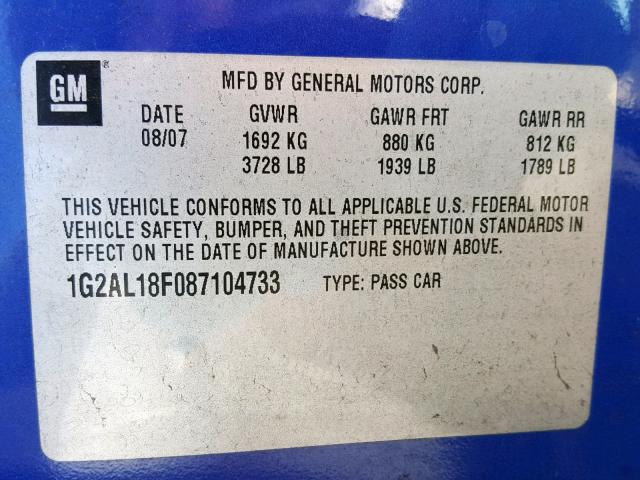 GM
MFD BY GENERAL MOTORS CORP.
DATE GVWR GAWR FRT GAWR RR
08/07 1692 KG 880 KG 812 KG
3728 LB 1939 LB 1789 LB
THIS VEHICLE CONFORMS TO ALL APPLICABLE U.S. FEDERAL MOTOR
VEHICLE SAFETY, BUMPER, AND THEFT PREVENTION STANDARDS IN
EFFECT ON THE DATE OF MANUFACTURE SHOWN ABOVE.
1G2AL18F087104733 TYPE: PASS CAR